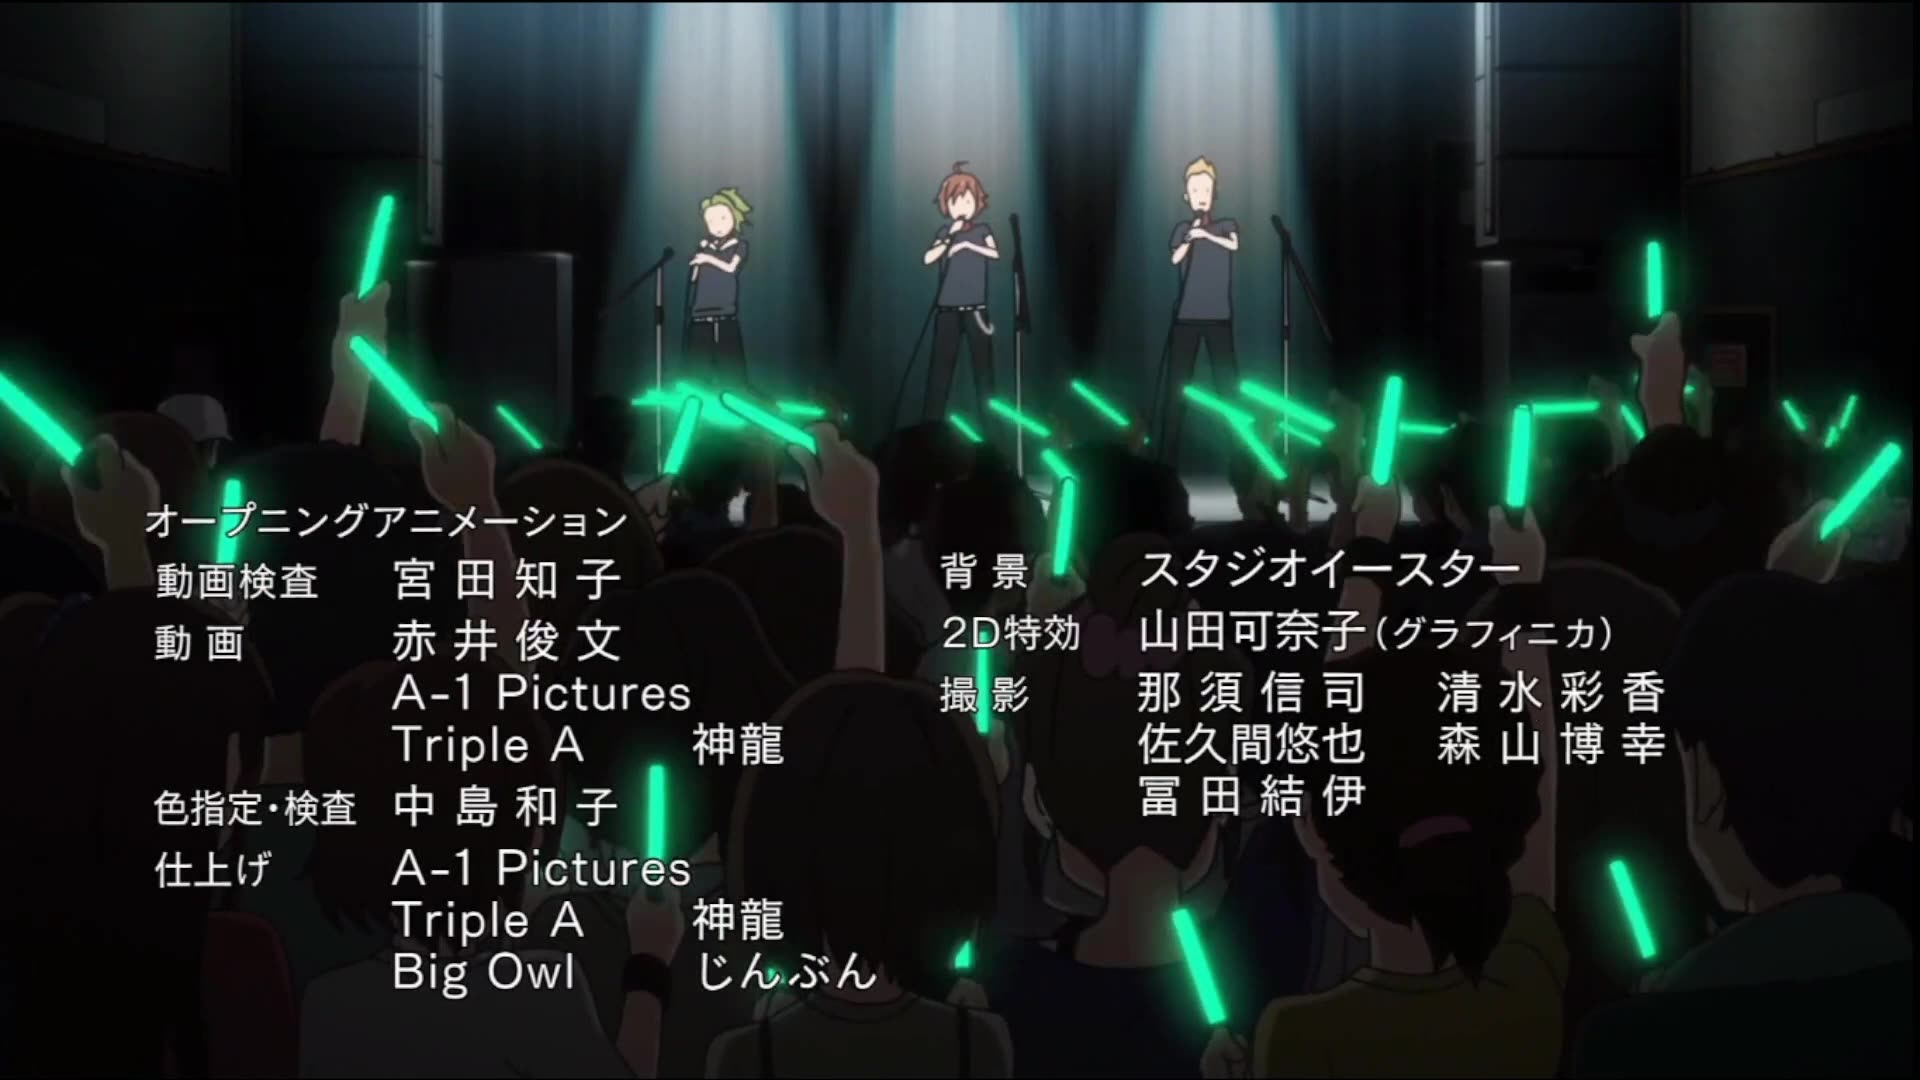 オープニングアニメーション
動画検査 宮田知子
動画 赤井俊文
A-1 Pictures
Triple A 神龍
色指定・検査 中島和子
仕上げ A-1 Pictures
Triple A 神龍
Big Owl じんぶん
背景 スタジオイースター
2D特効 山田可奈子(グラフィニカ)
撮影 那須信司 清水彩香
佐久間悠也 森山博幸
冨田結伊